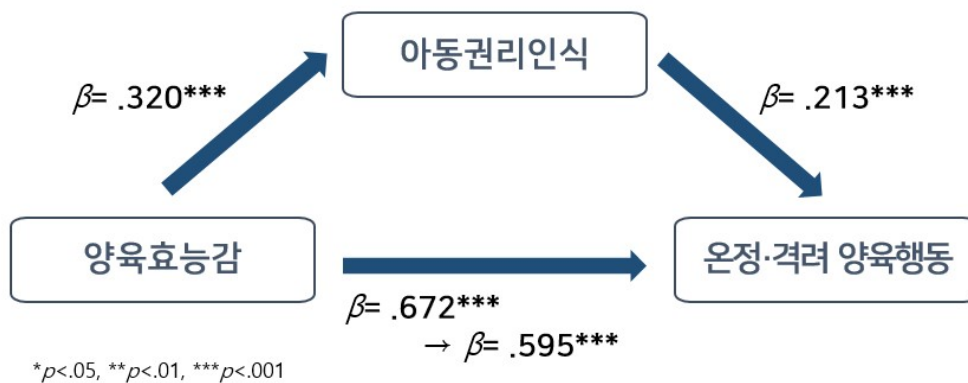 아동권리인식
β= .320***
β= .213***
양육효능감
온정·격려 양육행동
β= .672***
→ β= .595***
*p<.05, **p<.01, ***p<.001